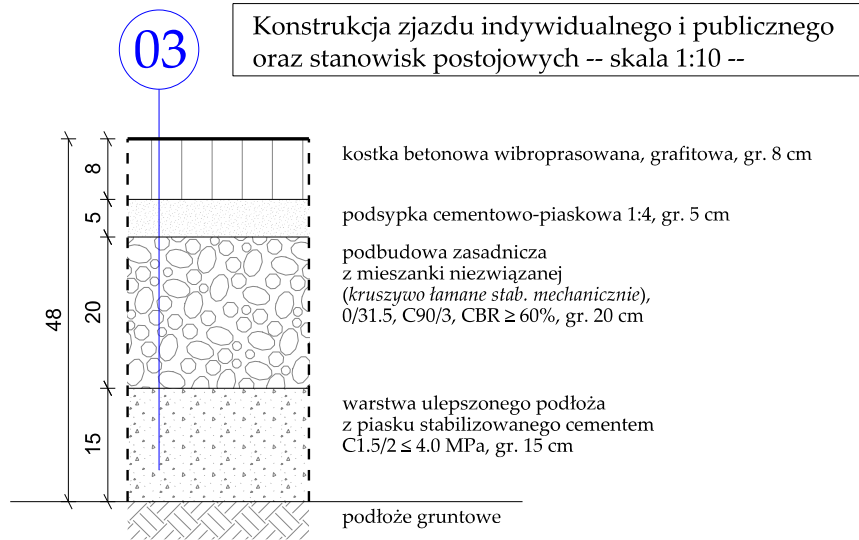 03
Konstrukcja zjazdu indywidualnego i publicznego
oraz stanowisk postojowych -- skala 1:10 --
8
kostka betonowa wibroprasowana, grafitowa, gr. 8 cm
5
podsypka cementowo-piaskowa 1:4, gr. 5 cm
48
20
podbudowa zasadnicza
z mieszanki niezwiązanej
(kruszywo łamane stab. mechanicznie),
0/31.5, C90/3, CBR ≥ 60%, gr. 20 cm
15
warstwa ulepszonego podłoża
z piasku stabilizowanego cementem
C1.5/2 ≤ 4.0 MPa, gr. 15 cm
podłoże gruntowe